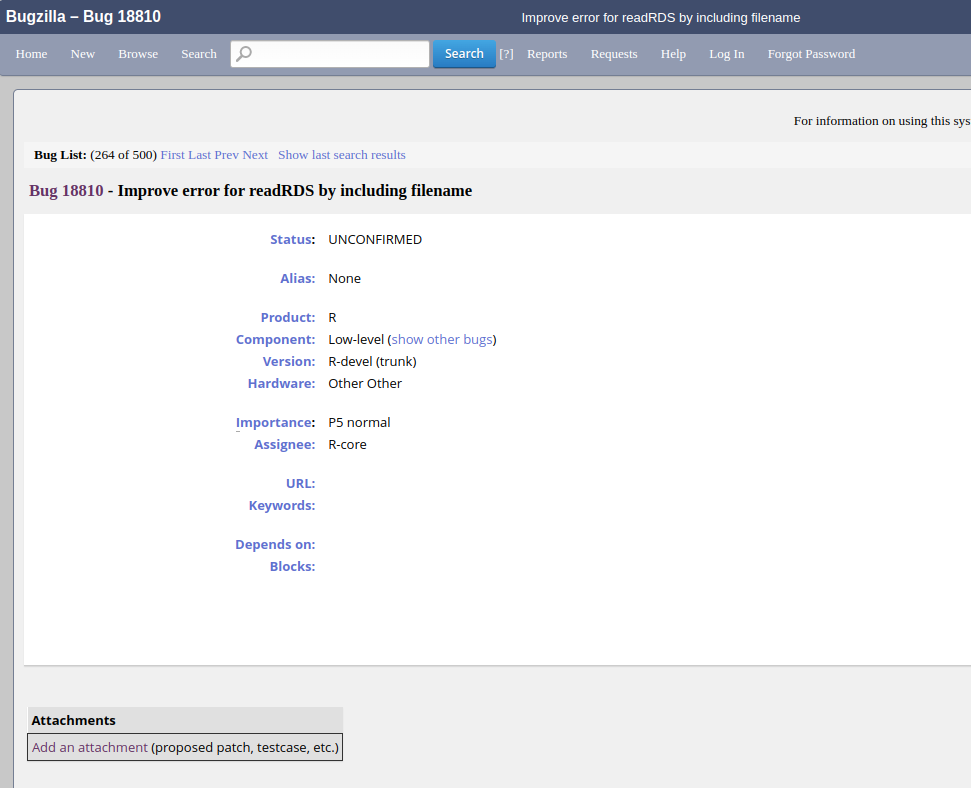 Bugzilla – Bug 18810 Improve error for readRDS by including filename
Home New Browse Search Search [?] Reports Requests Help Log In Forgot Password
For information on using this sys
Bug List: (264 of 500) First Last Prev Next Show last search results
Bug 18810 - Improve error for readRDS by including filename
Status: UNCONFIRMED
Alias: None
Product: R
Component: Low-level (show other bugs)
Version: R-devel (trunk)
Hardware: Other Other
Importance: P5 normal
Assignee: R-core
URL:
Keywords:
Depends on:
Blocks:
Attachments
Add an attachment (proposed patch, testcase, etc.)